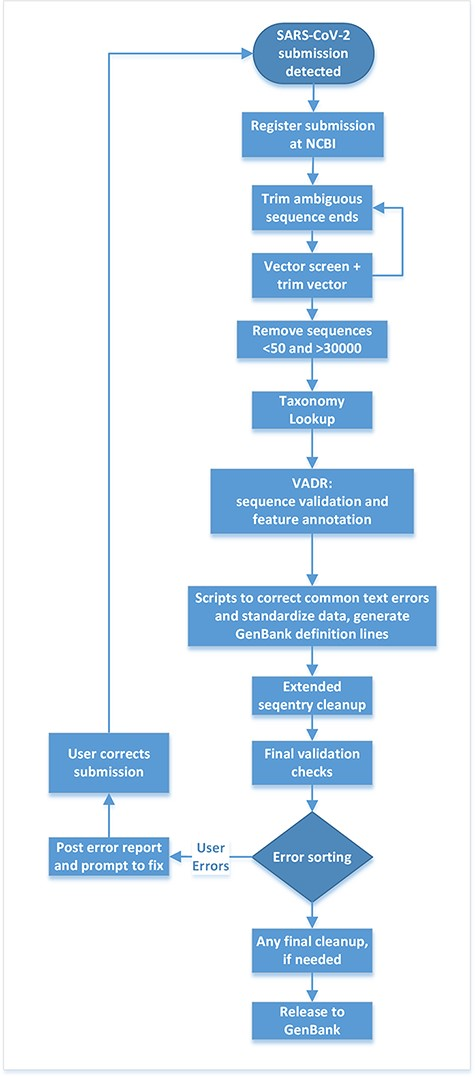 SARS-CoV-2
submission
detected
Register submission
at NCBI
Trim ambiguous
sequence ends
Vector screen +
trim vector
Remove sequences
<50 and >30000
Taxonomy
Lookup
VADR:
sequence validation and
feature annotation
Scripts to correct common text errors
and standardize data, generate
GenBank definition lines
Extended
seqentry cleanup
Final validation
checks
Error sorting
User
Errors
Post error report
and prompt to fix
User corrects
submission
Any final cleanup,
if needed
Release to
GenBank